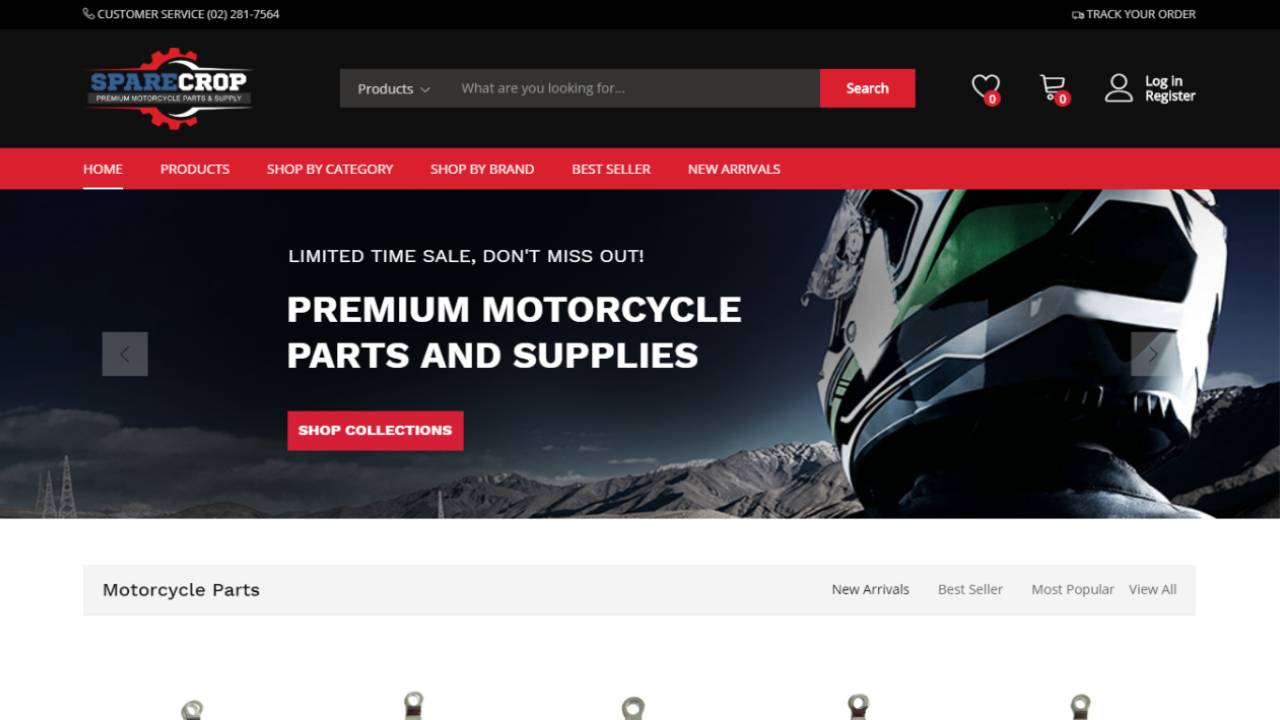 CUSTOMER SERVICE (02) 281-7564
TRACK YOUR ORDER
SPARECROP
PREMIUM MOTORCYCLE PARTS & SUPPLY
Products
What are you looking for...
Search
0
0
Log in
Register
HOME
PRODUCTS
SHOP BY CATEGORY
SHOP BY BRAND
BEST SELLER
NEW ARRIVALS
LIMITED TIME SALE, DON'T MISS OUT!
PREMIUM MOTORCYCLE
PARTS AND SUPPLIES
SHOP COLLECTIONS
Motorcycle Parts
New Arrivals
Best Seller
Most Popular
View All